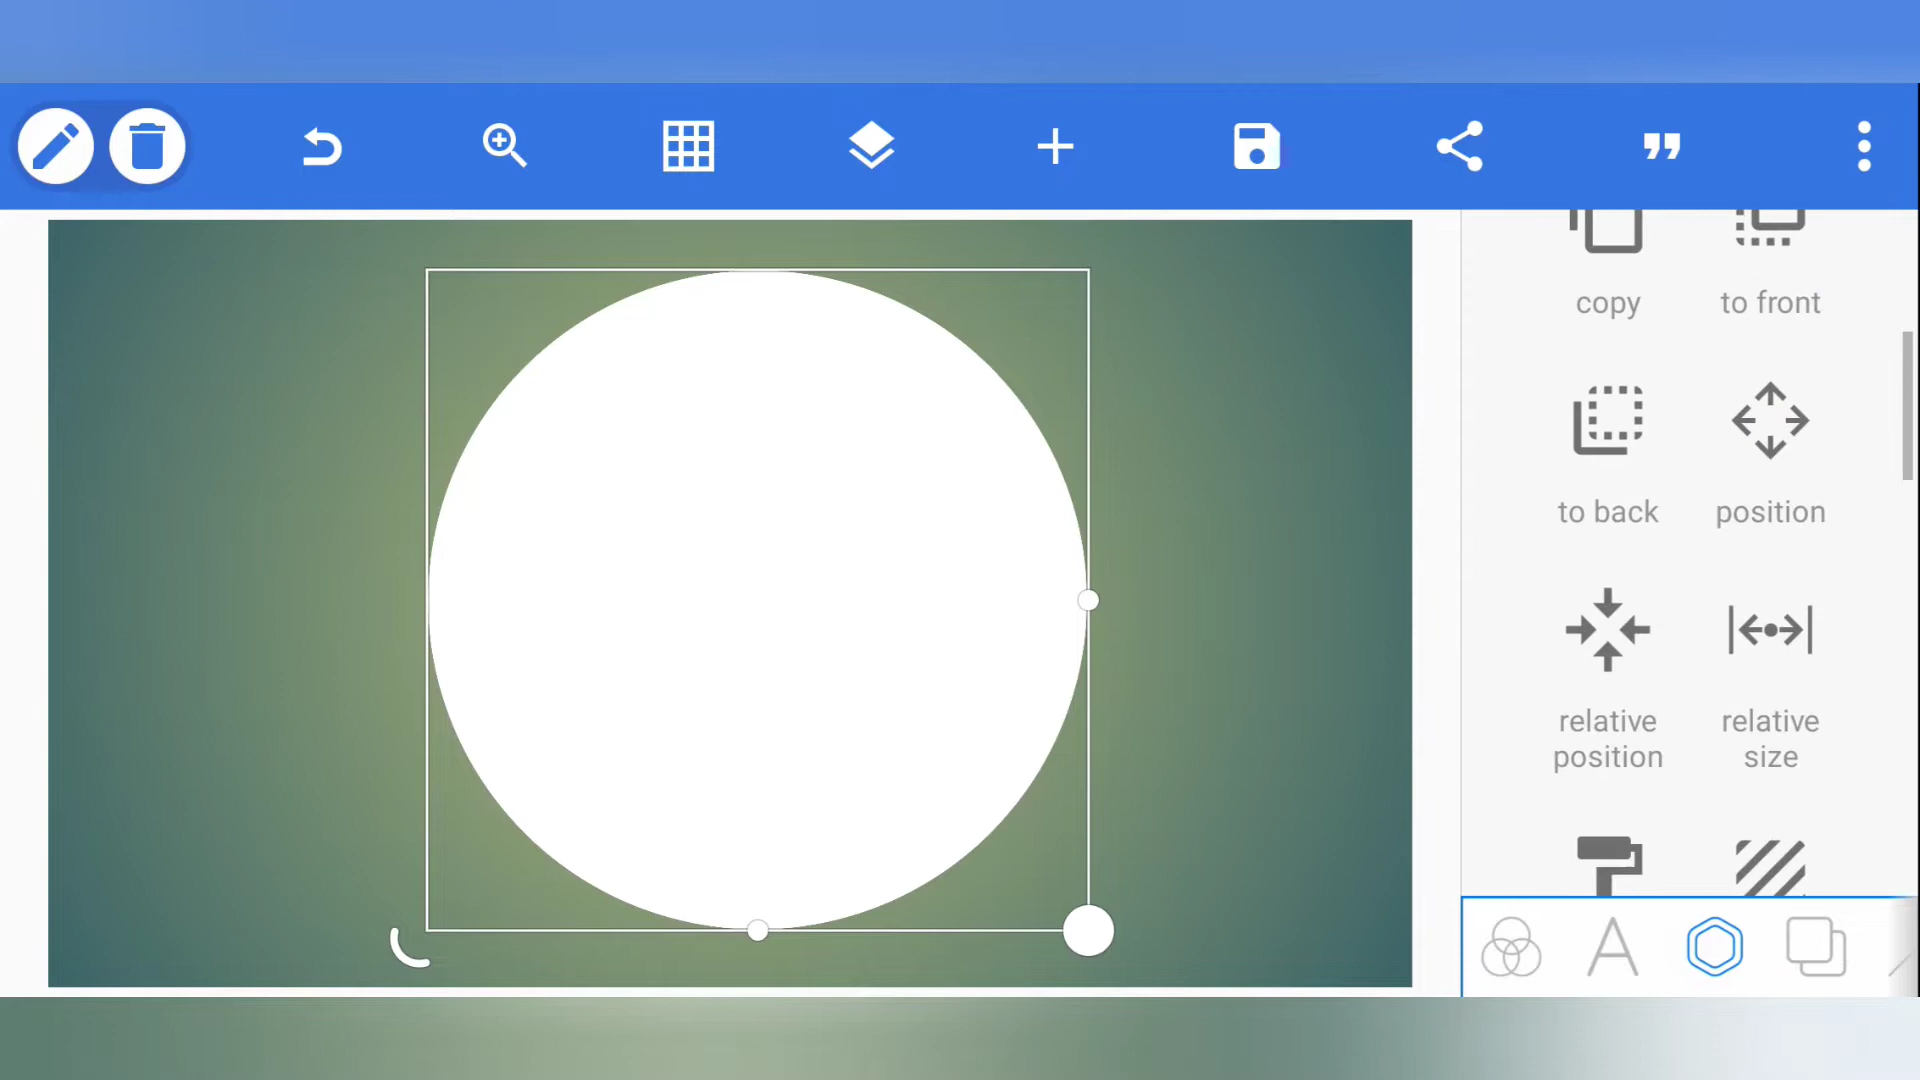 copy
to front
to back
position
relative
position
relative
size